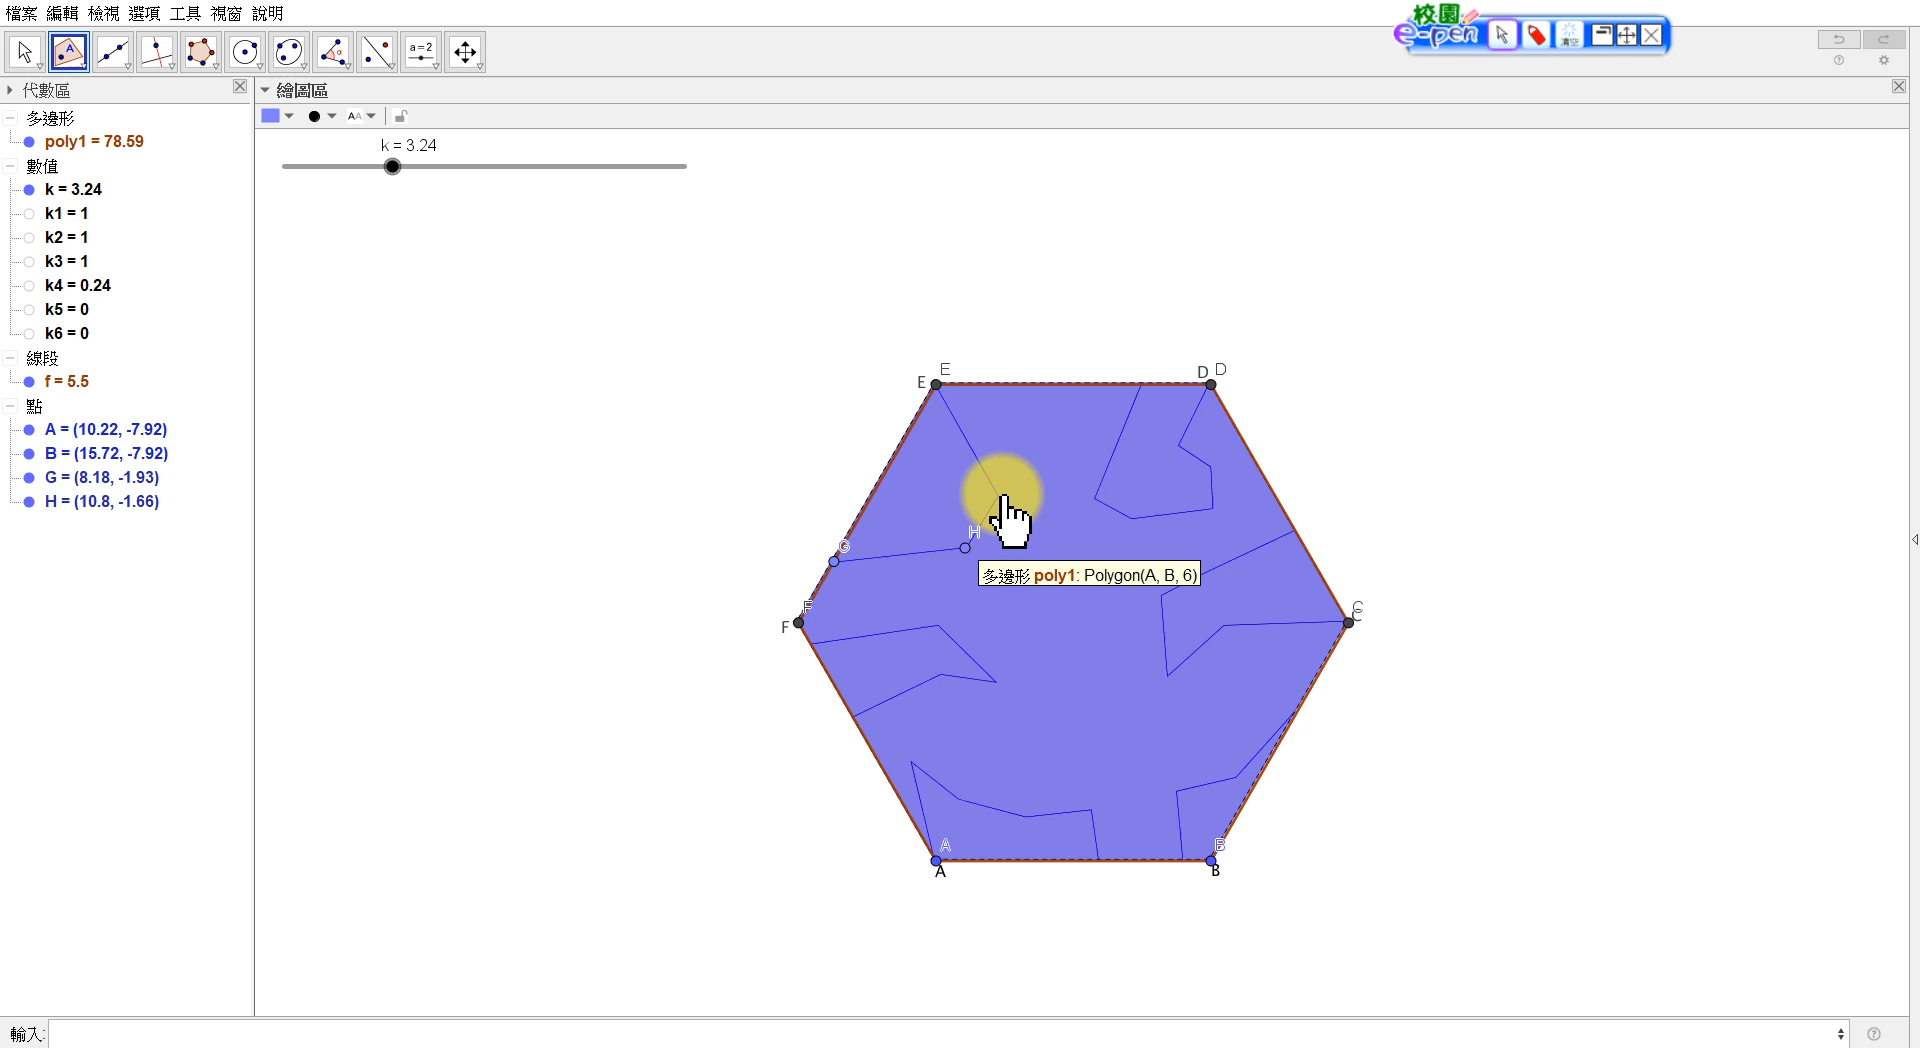 檔案 編輯 檢視 選項 工具 視窗 說明
校園
e-pen
清空
A
α
a=2
代數區
繪圖區
AA
多邊形
poly1 = 78.59
數值
k = 3.24
k1 = 1
k2 = 1
k3 = 1
k4 = 0.24
k5 = 0
k6 = 0
線段
f = 5.5
點
A = (10.22, -7.92)
B = (15.72, -7.92)
G = (8.18, -1.93)
H = (10.8, -1.66)
k = 3.24
E E
D D
H
G
多邊形 poly1: Polygon(A, B, 6)
F
F
C
C
A
A
B
B
輸入: